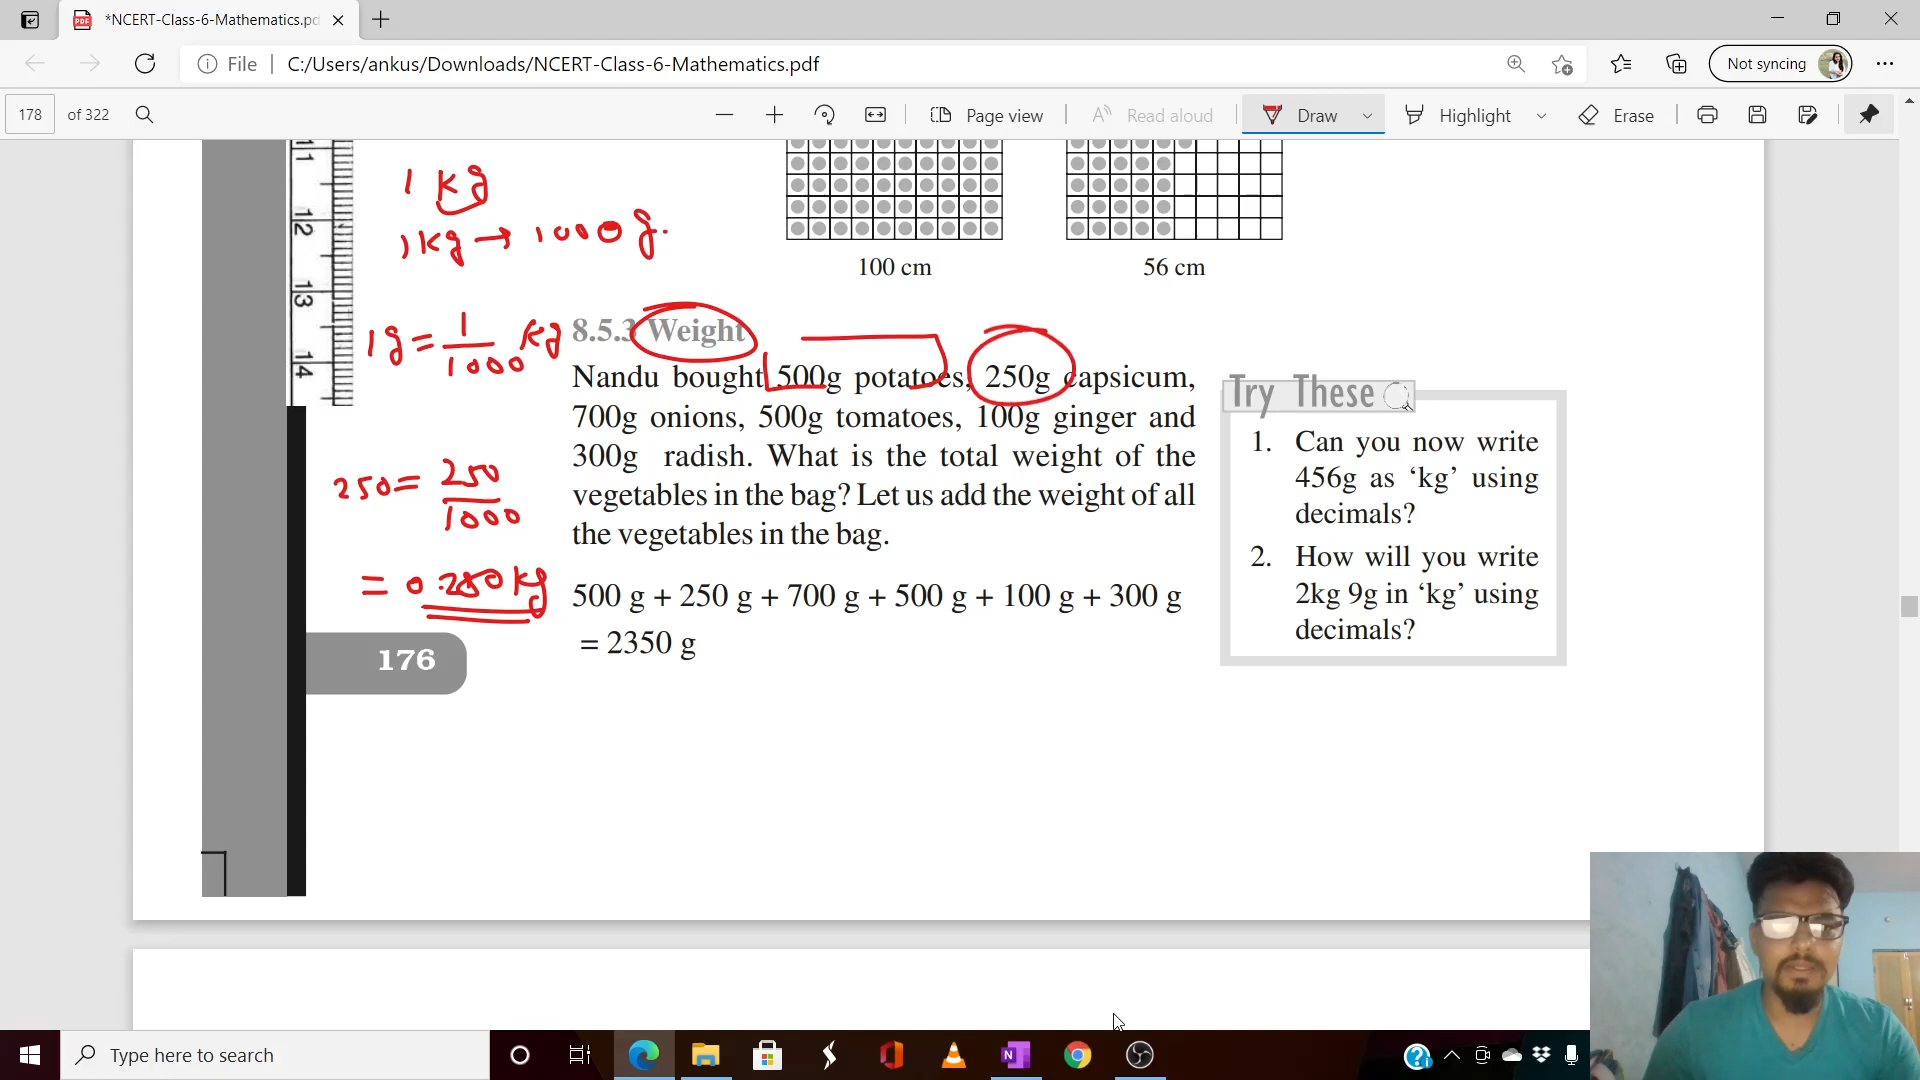 *NCERT-Class-6-Mathematics.pd
File
C:/Users/ankus/Downloads/NCERT-Class-6-Mathematics.pdf
Not syncing
178 of 322
Page view
Read aloud
Draw
Highlight
Erase
11
12
13
14
1 kg
1kg → 1000 g.
1g = 1/1000 kg
250 = 250/1000
= 0.250 kg
100 cm
56 cm
8.5.3 Weight
Nandu bought 500g potatoes, 250g capsicum,
700g onions, 500g tomatoes, 100g ginger and
300g radish. What is the total weight of the
vegetables in the bag? Let us add the weight of all
the vegetables in the bag.
500 g + 250 g + 700 g + 500 g + 100 g + 300 g
= 2350 g
Try These
1. Can you now write
456g as ‘kg’ using
decimals?
2. How will you write
2kg 9g in ‘kg’ using
decimals?
176
Type here to search